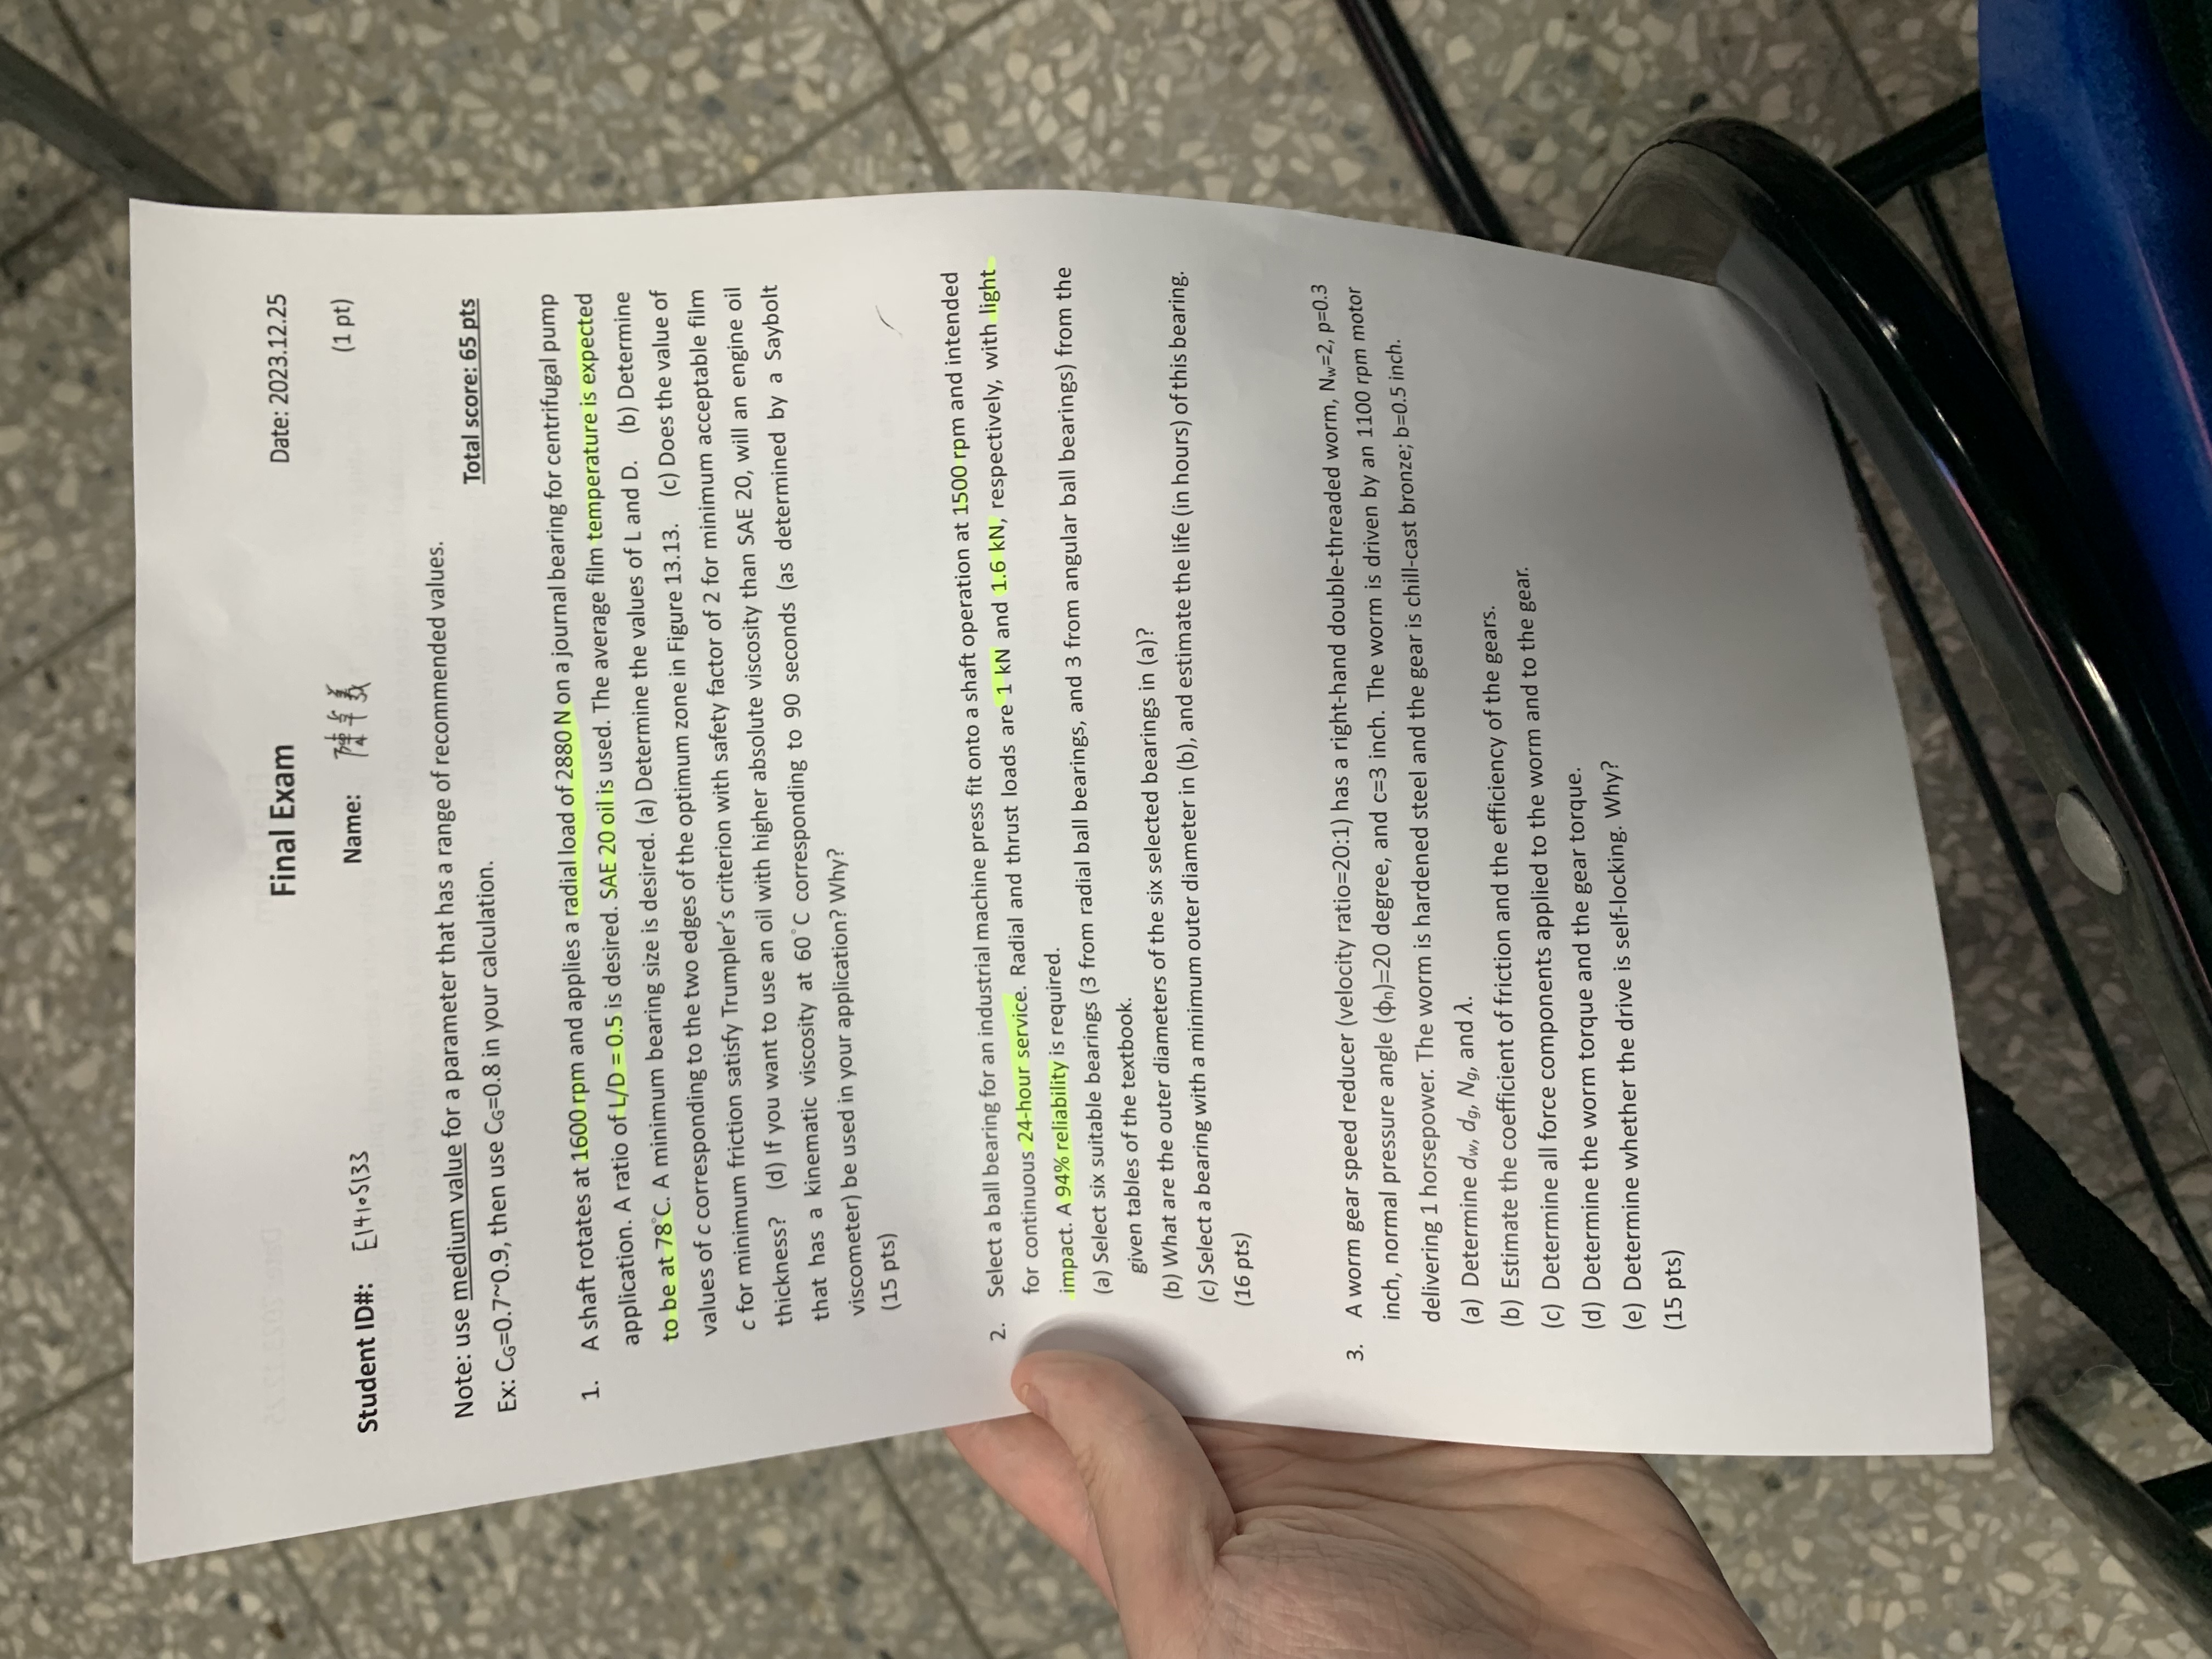 Final Exam
Date: 2023.12.25
Student ID#: E14105133
Name:
(1 pt)
Note: use medium value for a parameter that has a range of recommended values.
Ex: CG=0.7~0.9, then use CG=0.8 in your calculation.
Total score: 65 pts
1. A shaft rotates at 1600 rpm and applies a radial load of 2880 N on a journal bearing for centrifugal pump
application. A ratio of L/D = 0.5 is desired. SAE 20 oil is used. The average film temperature is expected
to be at 78°C. A minimum bearing size is desired. (a) Determine the values of L and D. (b) Determine
values of c corresponding to the two edges of the optimum zone in Figure 13.13. (c) Does the value of
c for minimum friction satisfy Trumpler's criterion with safety factor of 2 for minimum acceptable film
thickness? (d) If you want to use an oil with higher absolute viscosity than SAE 20, will an engine oil
that has a kinematic viscosity at 60°C corresponding to 90 seconds (as determined by a Saybolt
viscometer) be used in your application? Why?
(15 pts)
2. Select a ball bearing for an industrial machine press fit onto a shaft operation at 1500 rpm and intended
for continuous 24-hour service. Radial and thrust loads are 1 kN and 1.6 kN, respectively, with light
impact. A 94% reliability is required.
(a) Select six suitable bearings (3 from radial ball bearings, and 3 from angular ball bearings) from the
given tables of the textbook.
(b) What are the outer diameters of the six selected bearings in (a)?
(c) Select a bearing with a minimum outer diameter in (b), and estimate the life (in hours) of this bearing.
(16 pts)
3. A worm gear speed reducer (velocity ratio=20:1) has a right-hand double-threaded worm, Nw=2, p=0.3
inch, normal pressure angle (ϕn)=20 degree, and c=3 inch. The worm is driven by an 1100 rpm motor
delivering 1 horsepower. The worm is hardened steel and the gear is chill-cast bronze; b=0.5 inch.
(a) Determine dw, dg, Ng, and λ.
(b) Estimate the coefficient of friction and the efficiency of the gears.
(c) Determine all force components applied to the worm and to the gear.
(d) Determine the worm torque and the gear torque.
(e) Determine whether the drive is self-locking. Why?
(15 pts)